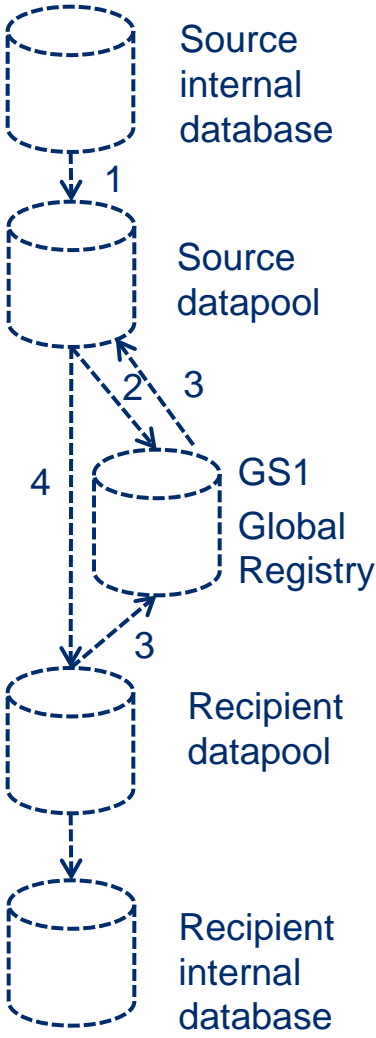 Source
internal
database
1
Source
datapool
2
3
4
GS1
Global
Registry
3
Recipient
datapool
Recipient
internal
database